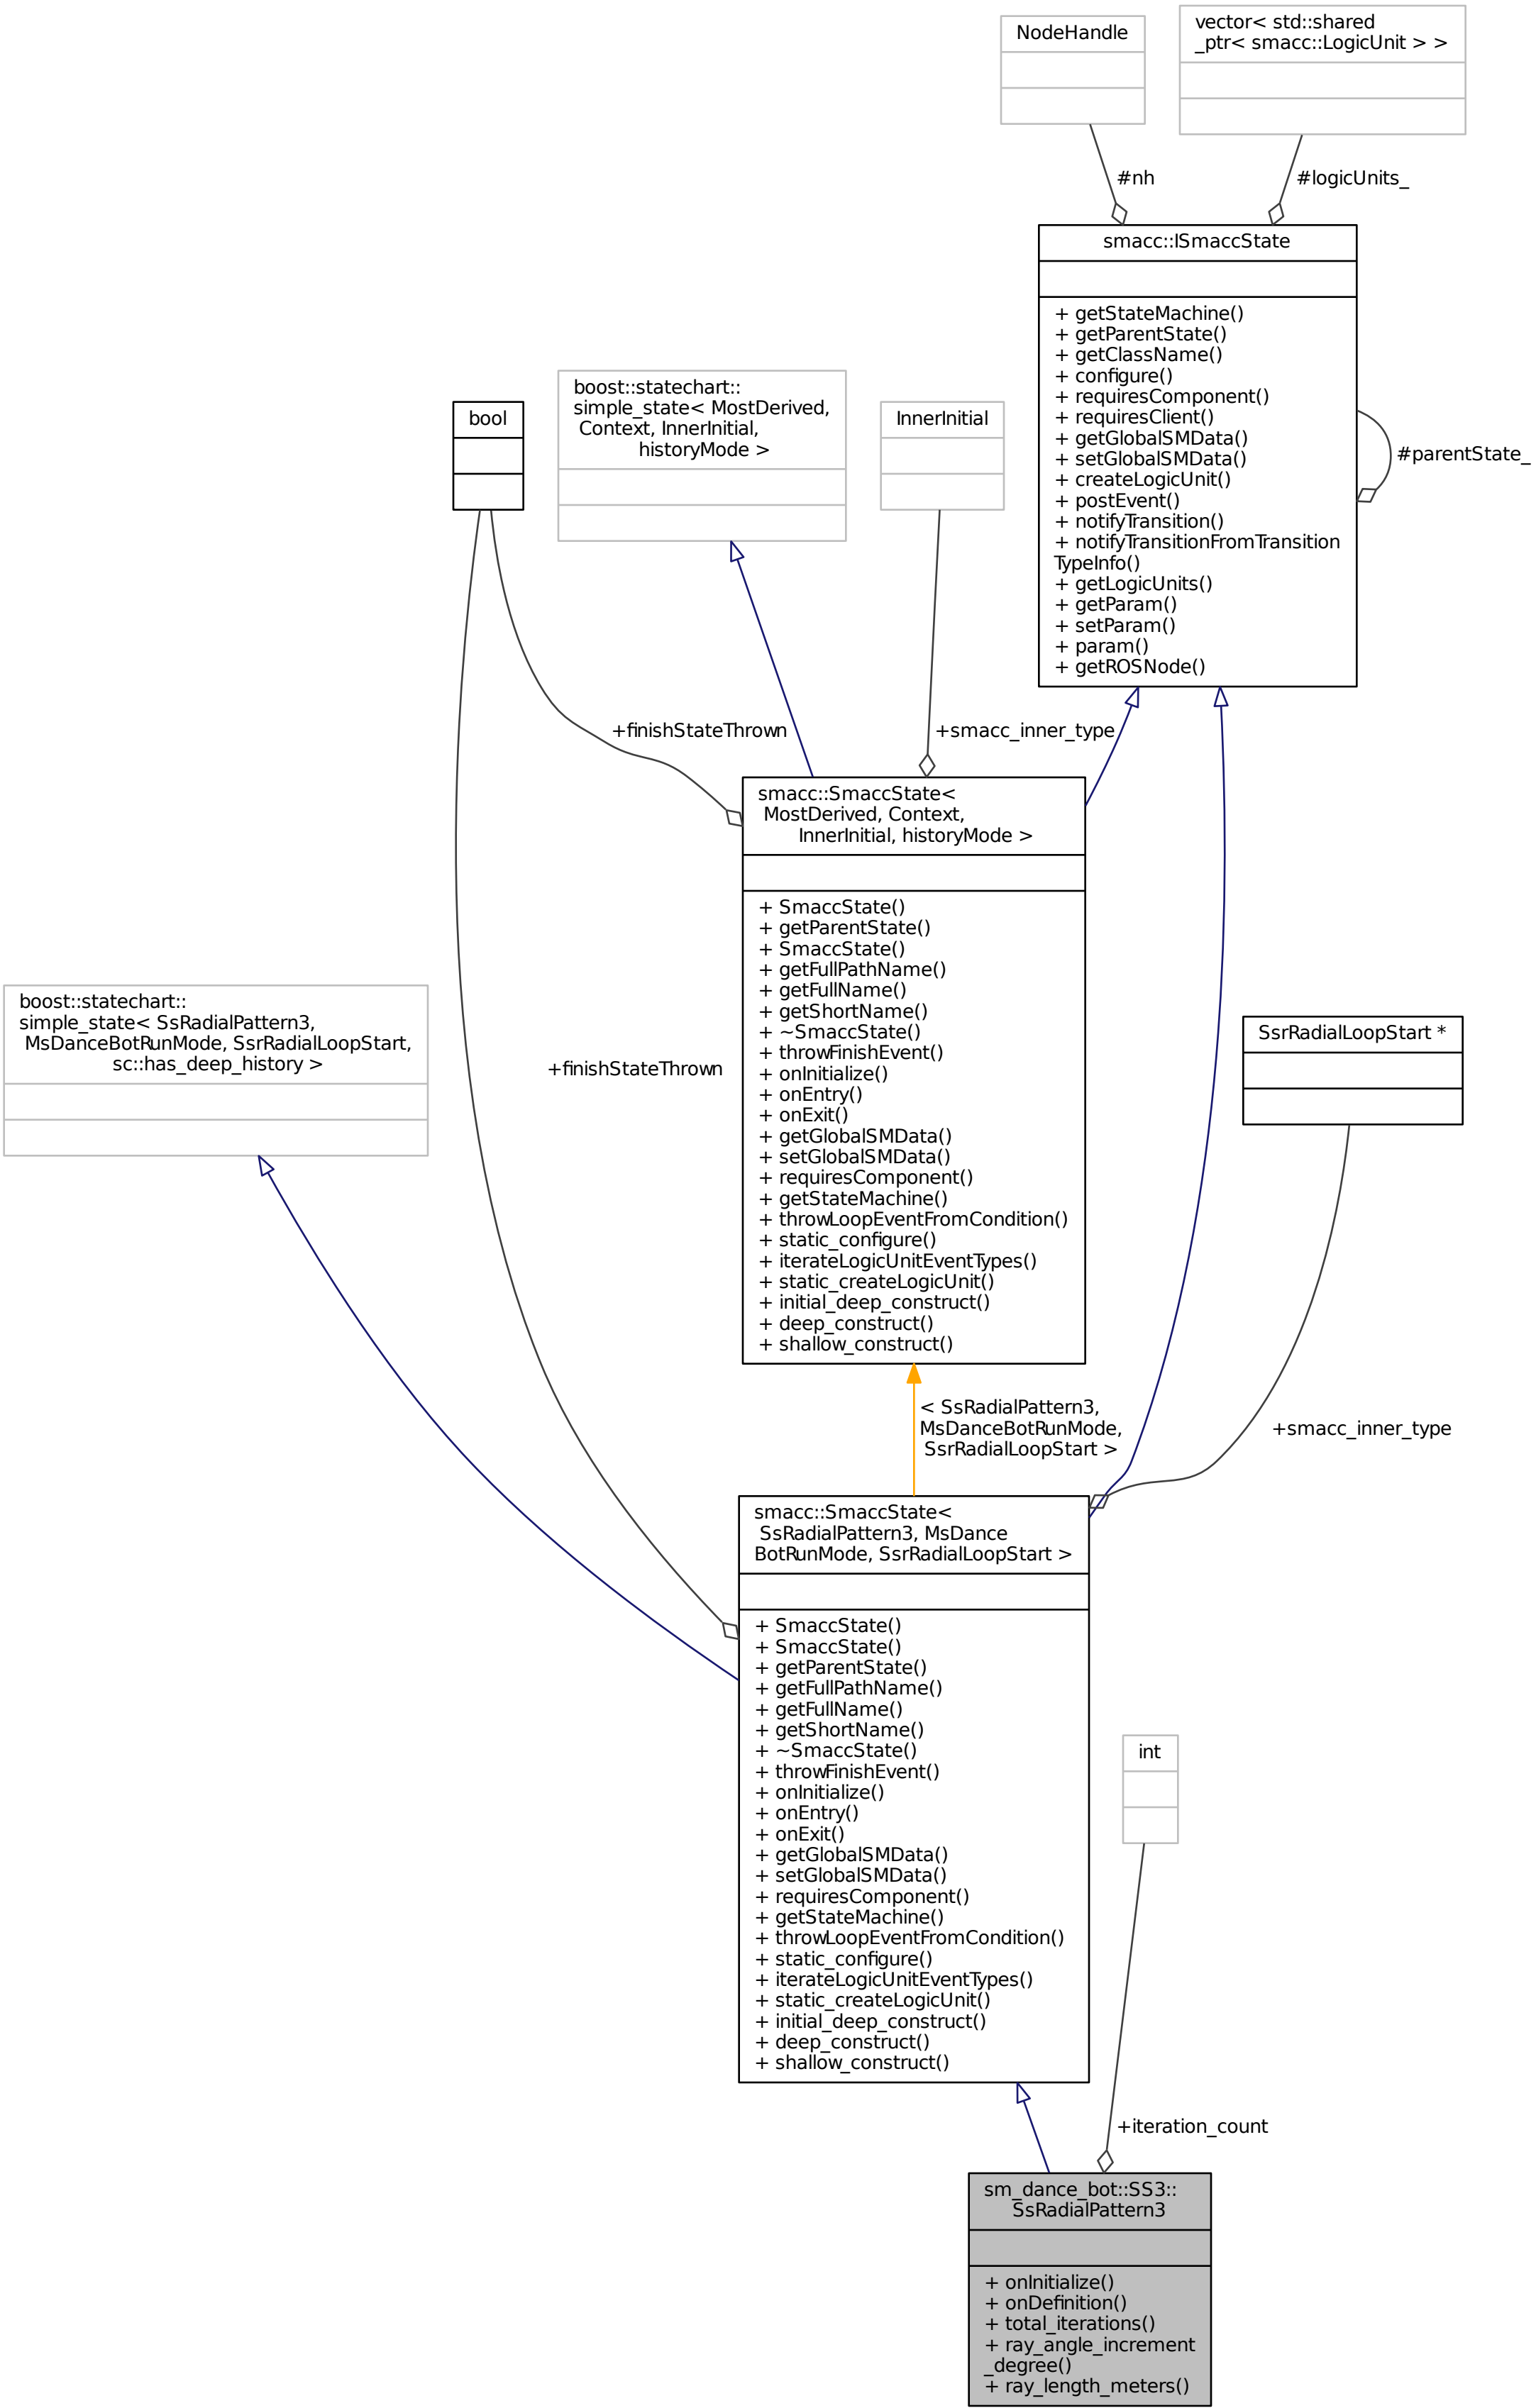 NodeHandle
vector< std::shared
_ptr< smacc::LogicUnit > >
#nh
#logicUnits_
smacc::ISmaccState
+ getStateMachine()
+ getParentState()
+ getClassName()
+ configure()
+ requiresComponent()
+ requiresClient()
+ getGlobalSMData()
+ setGlobalSMData()
+ createLogicUnit()
+ postEvent()
+ notifyTransition()
+ notifyTransitionFromTransition
TypeInfo()
+ getLogicUnits()
+ getParam()
+ setParam()
+ param()
+ getROSNode()
#parentState_
bool
boost::statechart::
simple_state< MostDerived,
Context, InnerInitial,
historyMode >
InnerInitial
+finishStateThrown
+smacc_inner_type
smacc::SmaccState<
MostDerived, Context,
InnerInitial, historyMode >
+ SmaccState()
+ getParentState()
+ SmaccState()
+ getFullPathName()
+ getFullName()
+ getShortName()
+ ~SmaccState()
+ throwFinishEvent()
+ onInitialize()
+ onEntry()
+ onExit()
+ getGlobalSMData()
+ setGlobalSMData()
+ requiresComponent()
+ getStateMachine()
+ throwLoopEventFromCondition()
+ static_configure()
+ iterateLogicUnitEventTypes()
+ static_createLogicUnit()
+ initial_deep_construct()
+ deep_construct()
+ shallow_construct()
boost::statechart::
simple_state< SsRadialPattern3,
MsDanceBotRunMode, SsrRadialLoopStart,
sc::has_deep_history >
+finishStateThrown
SsrRadialLoopStart *
< SsRadialPattern3,
MsDanceBotRunMode,
SsrRadialLoopStart >
+smacc_inner_type
smacc::SmaccState<
SsRadialPattern3, MsDance
BotRunMode, SsrRadialLoopStart >
+ SmaccState()
+ SmaccState()
+ getParentState()
+ getFullPathName()
+ getFullName()
+ getShortName()
+ ~SmaccState()
+ throwFinishEvent()
+ onInitialize()
+ onEntry()
+ onExit()
+ getGlobalSMData()
+ setGlobalSMData()
+ requiresComponent()
+ getStateMachine()
+ throwLoopEventFromCondition()
+ static_configure()
+ iterateLogicUnitEventTypes()
+ static_createLogicUnit()
+ initial_deep_construct()
+ deep_construct()
+ shallow_construct()
int
+iteration_count
sm_dance_bot::SS3::
SsRadialPattern3
+ onInitialize()
+ onDefinition()
+ total_iterations()
+ ray_angle_increment
_degree()
+ ray_length_meters()